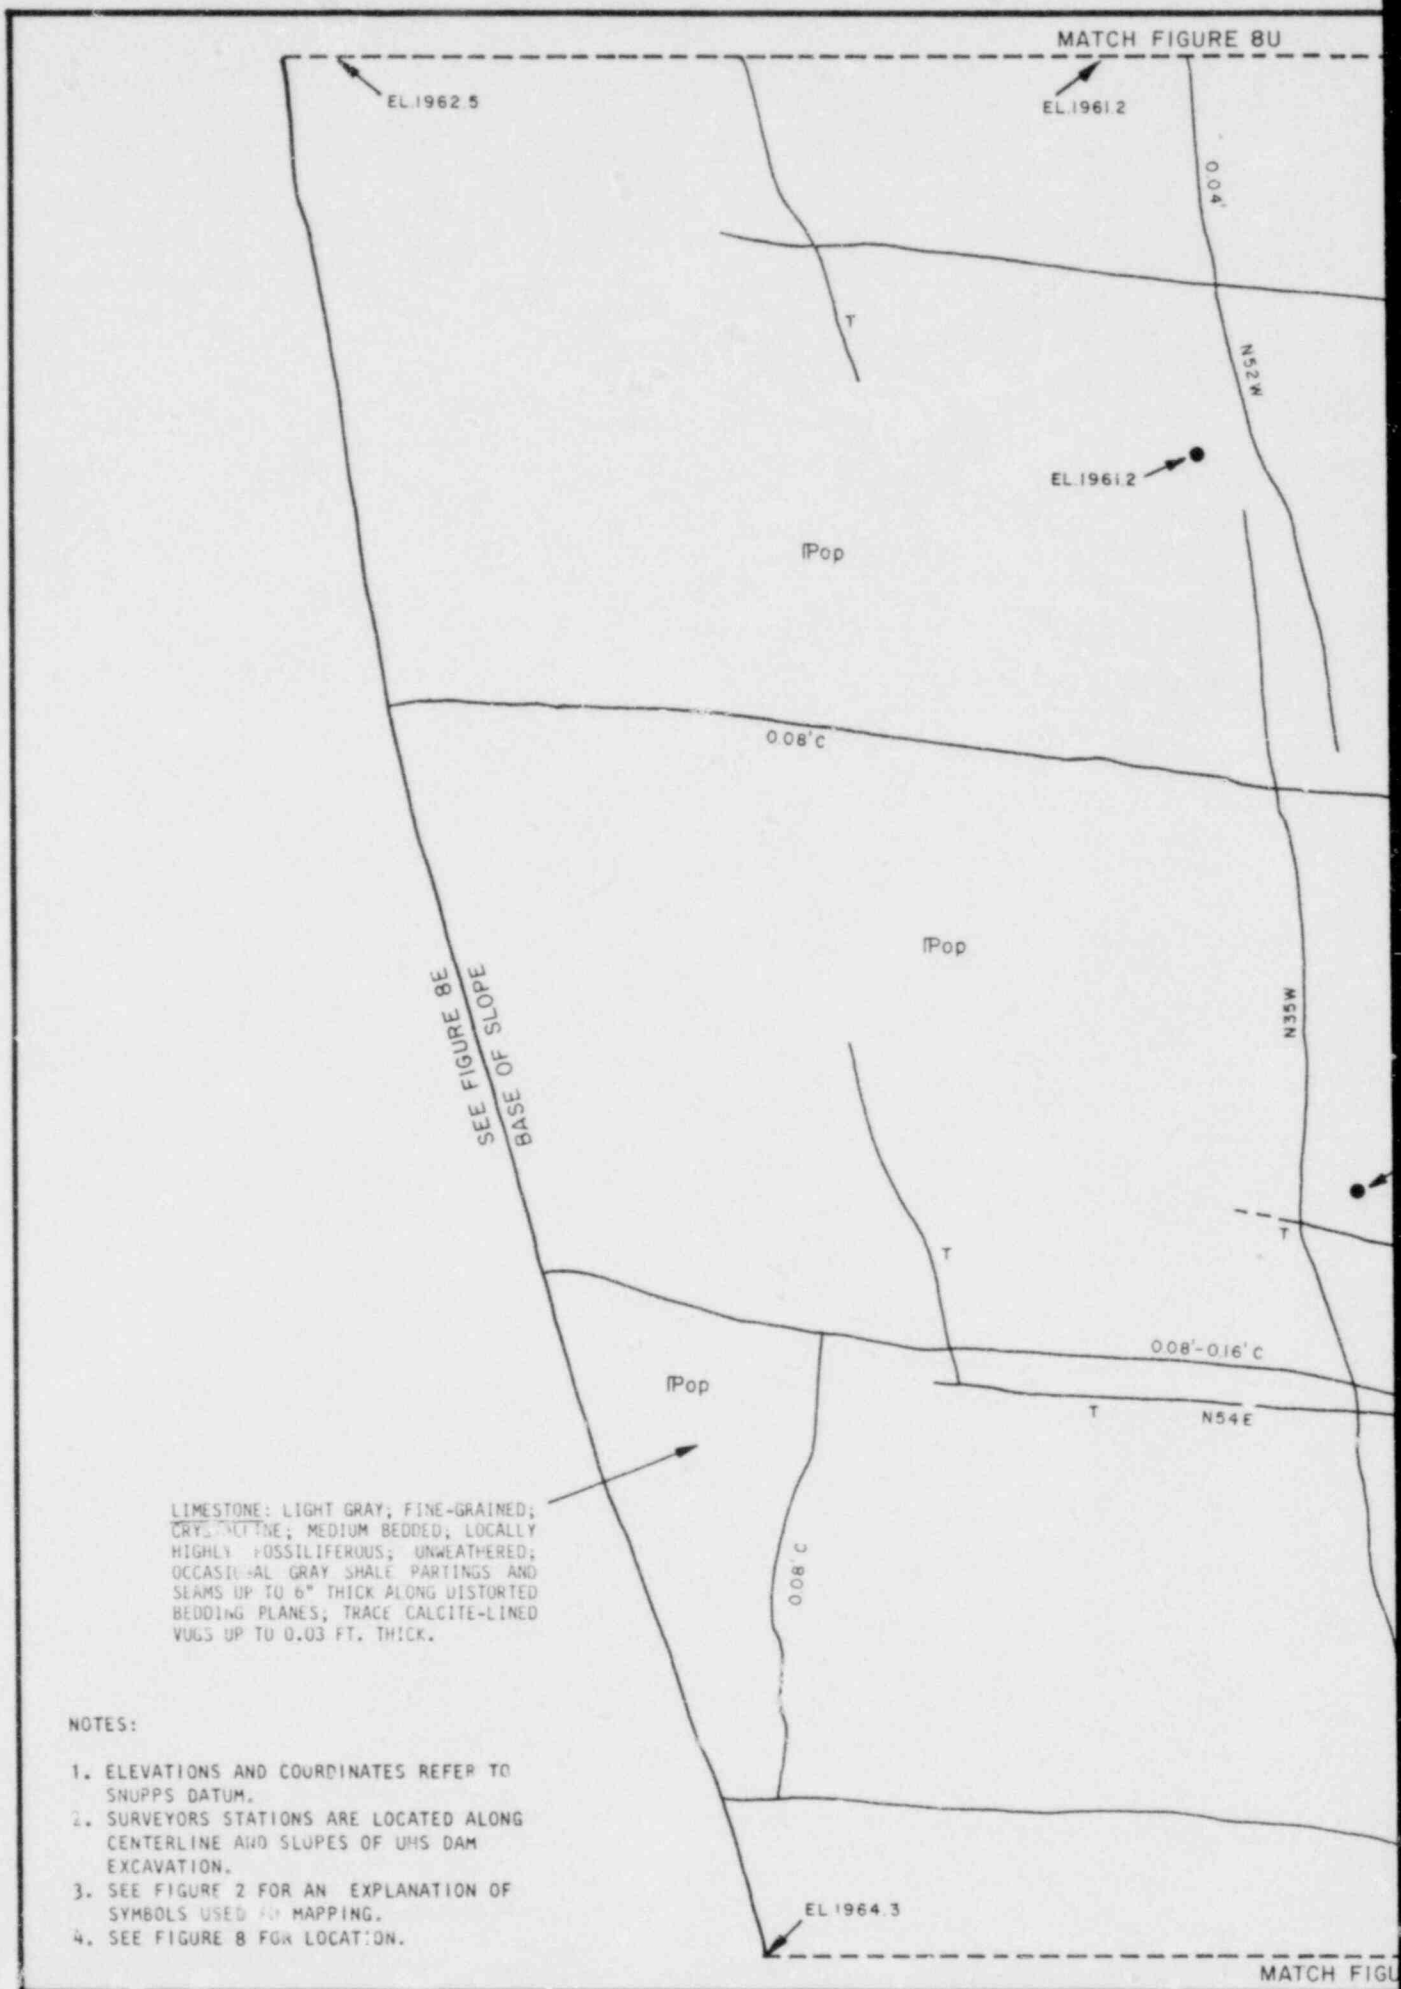 MATCH FIGURE 8U
EL.1962.5
EL.1961.2
0.04'
T
N52W
EL.1961.2
ℙop
0.08'C
ℙop
SEE FIGURE 8E
BASE OF SLOPE
N35W
T
T
0.08'-0.16'C
ℙop
T
N54E
LIMESTONE: LIGHT GRAY; FINE-GRAINED;
MEDIUM BEDDED; LOCALLY
HIGHLY FOSSILIFEROUS; UNWEATHERED;
GRAY SHALE PARTINGS AND
SEAMS UP TO 6" THICK ALONG DISTORTED
BEDDING PLANES; TRACE CALCITE-LINED
VUGS UP TO 0.03 FT. THICK.
0.08'C
NOTES:
1. ELEVATIONS AND COORDINATES REFER TO
SNUPPS DATUM.
2. SURVEYORS STATIONS ARE LOCATED ALONG
CENTERLINE AND SLOPES OF UHS DAM
EXCAVATION.
3. SEE FIGURE 2 FOR AN EXPLANATION OF
SYMBOLS USED MAPPING.
4. SEE FIGURE 8 FOR LOCATION.
EL.1964.3
MATCH FIGU